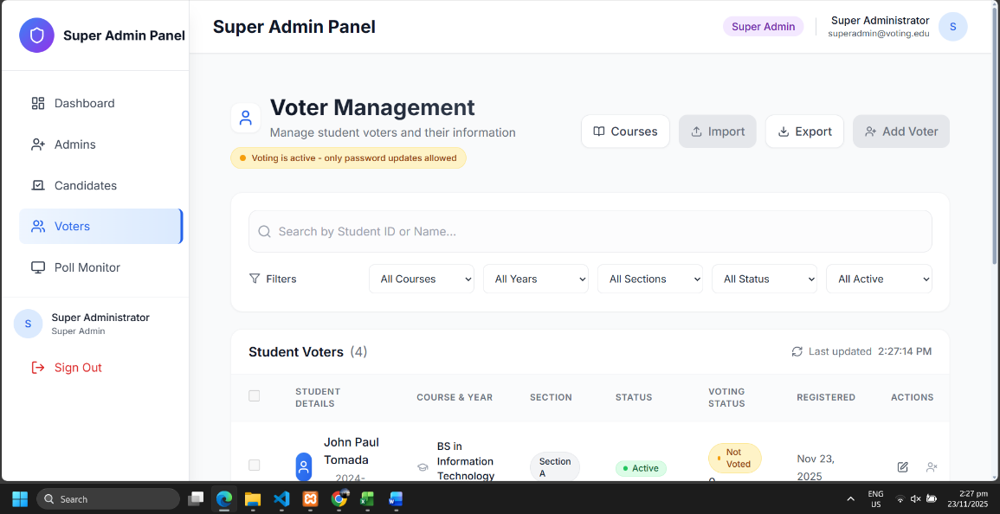 Super Admin Panel
Dashboard
Admins
Candidates
Voters
Poll Monitor
S
Super Administrator
Super Admin
Sign Out
Super Admin Panel
Super Admin
Super Administrator
superadmin@voting.edu
S
Voter Management
Manage student voters and their information
Voting is active - only password updates allowed
Courses
Import
Export
Add Voter
Search by Student ID or Name...
Filters
All Courses
All Years
All Sections
All Status
All Active
Student Voters (4)
Last updated 2:27:14 PM
STUDENT
DETAILS
COURSE & YEAR
SECTION
STATUS
VOTING
STATUS
REGISTERED
ACTIONS
John Paul
Tomada
2024-
BS in
Information
Technology
Section
A
Active
Not
Voted
Nov 23,
2025
Search
ENG
US
2:27 pm
23/11/2025